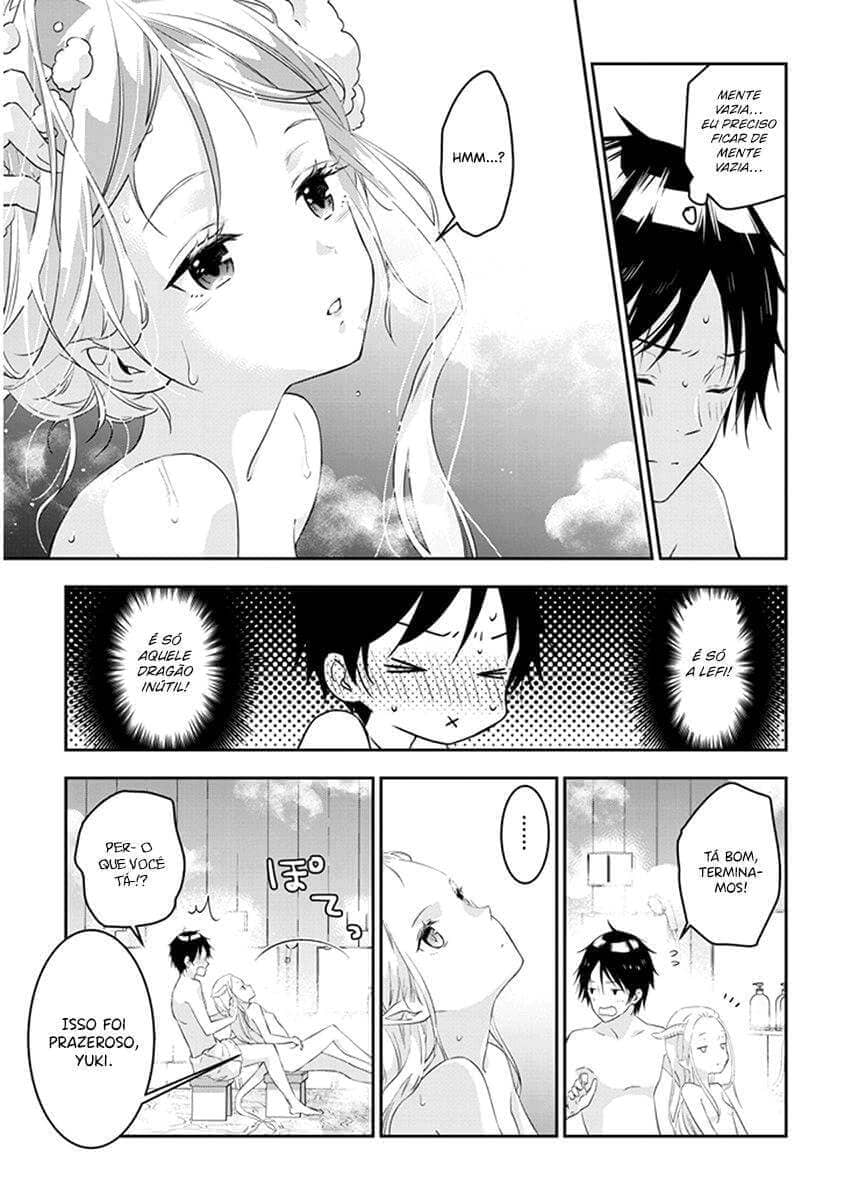 MENTE
VAZIA...
EU PRECISO
FICAR DE
MENTE
VAZIA...
HMM...?
É SÓ
A LEFI!
É SÓ
AQUELE
DRAGÃO
INÚTIL!
TÁ BOM,
TERMINA-
MOS!
......
PER- O
QUE VOCÊ
TÁ-!?
ぽてっ
ISSO FOI
PRAZEROSO,
YUKI.